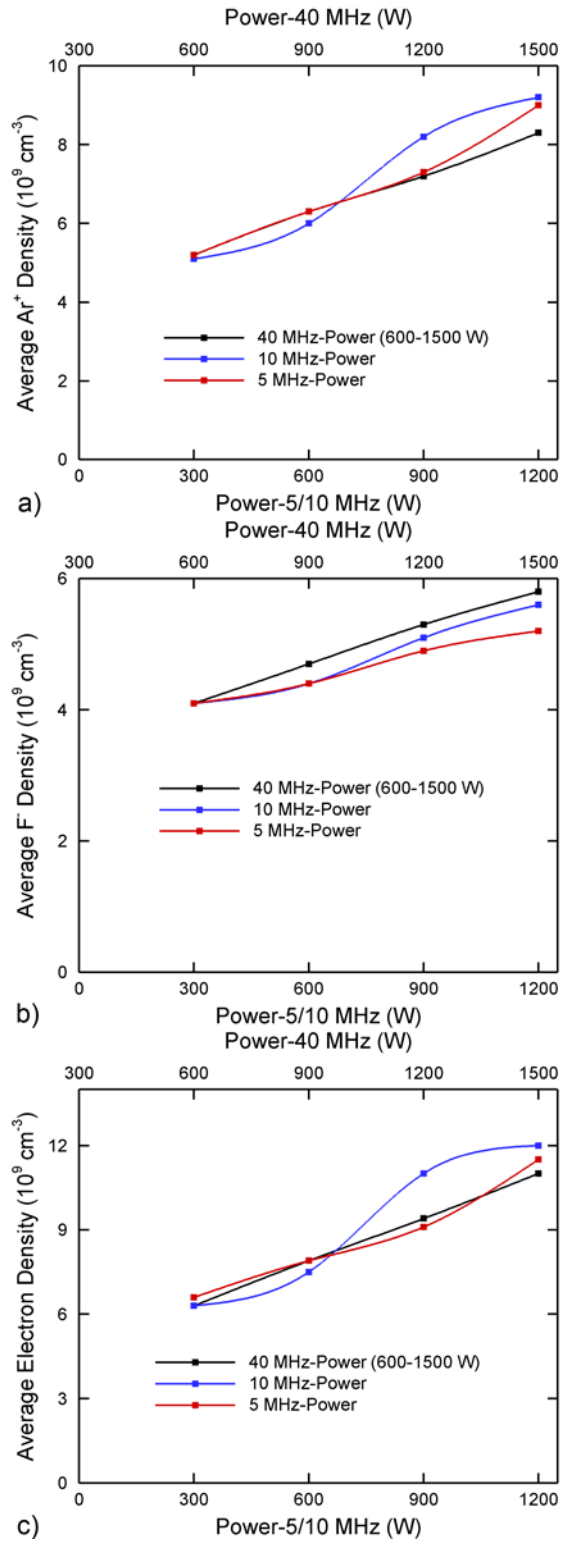 Power-40 MHz (W)
300 600 900 1200 1500
10
8
6
4
2
0
Average Ar⁺ Density (10⁹ cm⁻³)
40 MHz-Power (600-1500 W)
10 MHz-Power
5 MHz-Power
0 300 600 900 1200
a) Power-5/10 MHz (W)
Power-40 MHz (W)
300 600 900 1200 1500
6
4
2
0
Average F⁻ Density (10⁹ cm⁻³)
40 MHz-Power (600-1500 W)
10 MHz-Power
5 MHz-Power
0 300 600 900 1200
b) Power-5/10 MHz (W)
Power-40 MHz (W)
300 600 900 1200 1500
12
9
6
3
0
Average Electron Density (10⁹ cm⁻³)
40 MHz-Power (600-1500 W)
10 MHz-Power
5 MHz-Power
0 300 600 900 1200
c) Power-5/10 MHz (W)